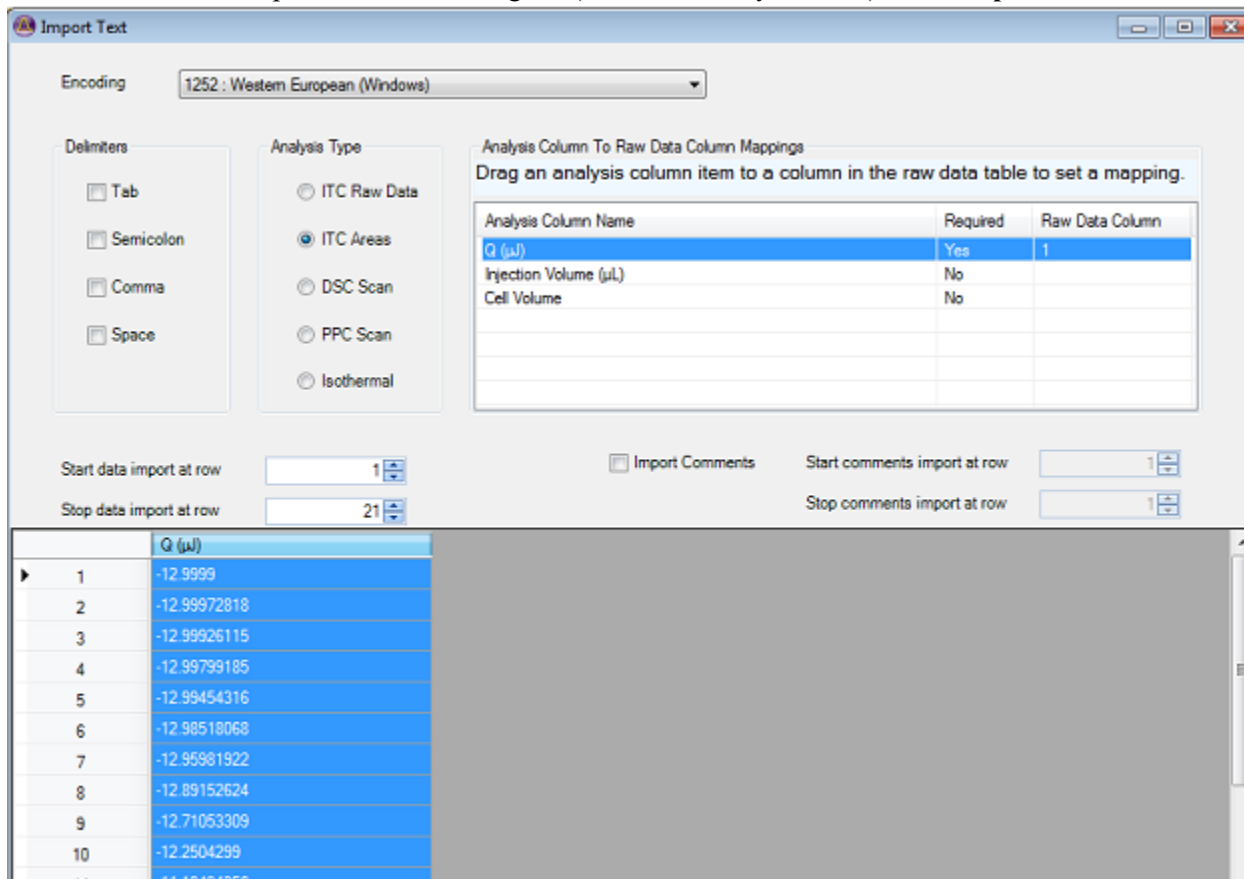 Import Text
Encoding 1252 : Western European (Windows)
Delimiters Analysis Type Analysis Column To Raw Data Column Mappings
Drag an analysis column item to a column in the raw data table to set a mapping.
Tab ITC Raw Data
Analysis Column Name Required Raw Data Column
Semicolon ITC Areas
Q (µJ) Yes 1
Injection Volume (µL) No
Comma DSC Scan
Cell Volume No
Space PPC Scan
Isothermal
Start data import at row 1 Import Comments Start comments import at row 1
Stop data import at row 21 Stop comments import at row 1
Q (µJ)
1 -12.9999
2 -12.99972818
3 -12.99926115
4 -12.99799185
5 -12.99454316
6 -12.98518068
7 -12.95981922
8 -12.89152624
9 -12.71053309
10 -12.2504299